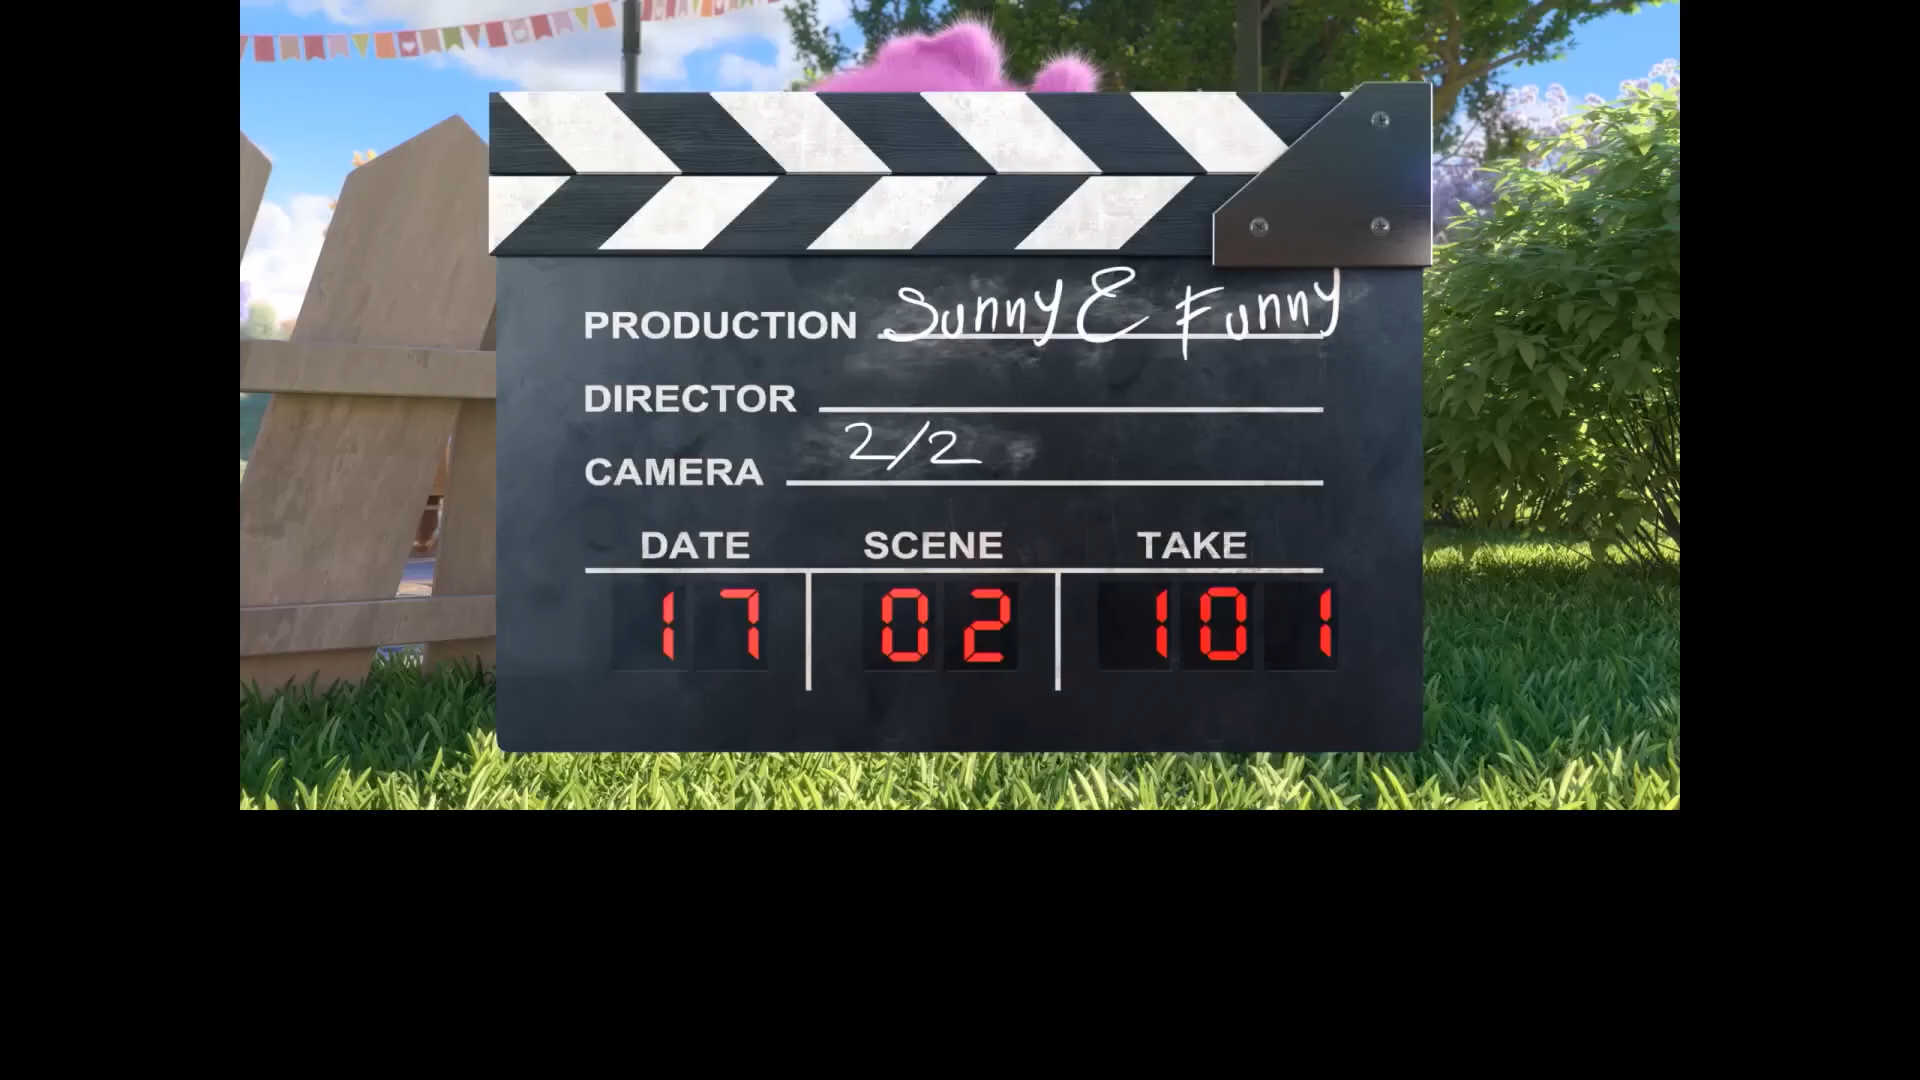 PRODUCTION Sunny & Funny
DIRECTOR
CAMERA 2/2
DATE SCENE TAKE
17 02 101